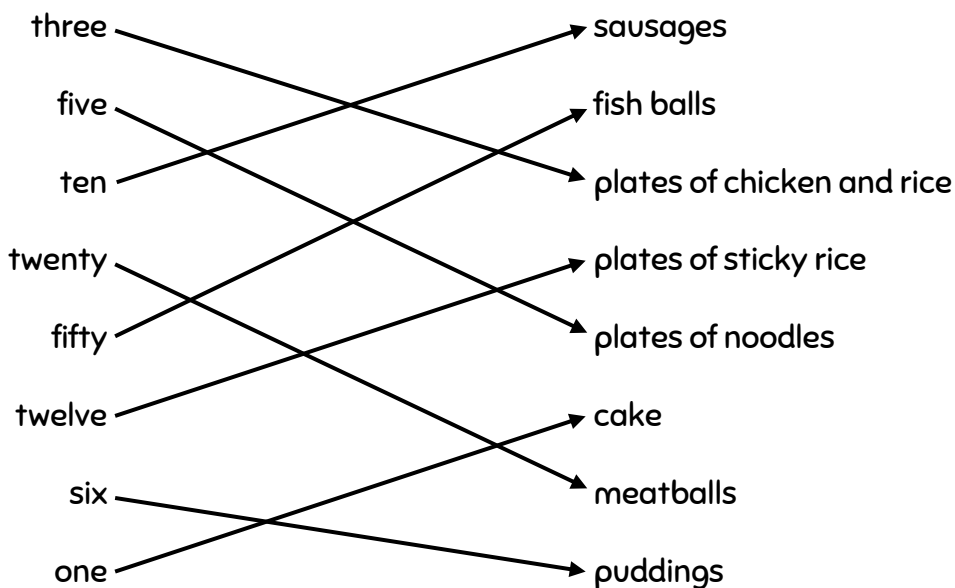 three sausages
five fish balls
ten plates of chicken and rice
twenty plates of sticky rice
fifty plates of noodles
twelve cake
six meatballs
one puddings